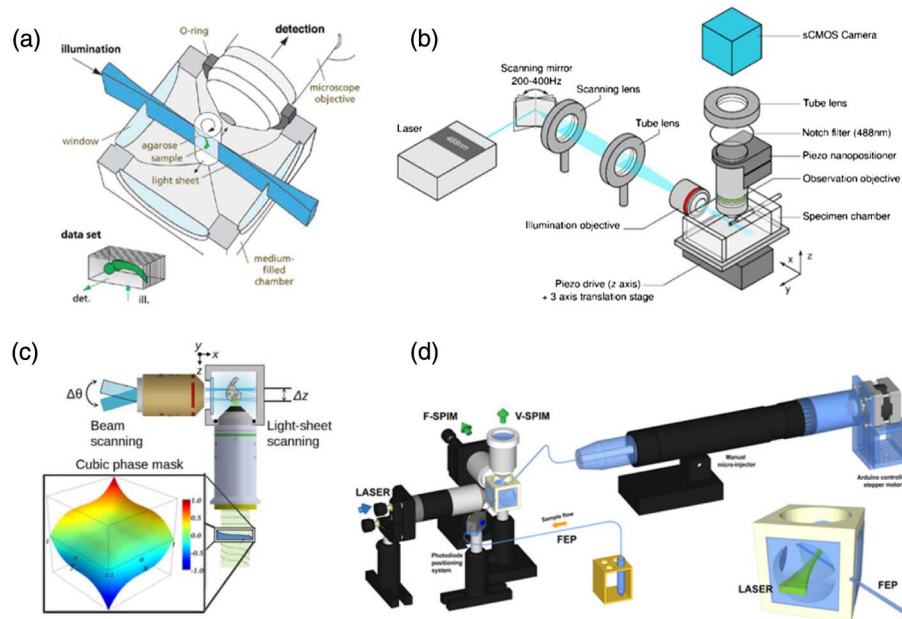 (a)
O-ring
detection
illumination
microscope
objective
window
agarose
sample
light sheet
data set
det.
ill.
medium-
filled
chamber
(b)
sCMOS Camera
Scanning mirror
200-400Hz
Scanning lens
Tube lens
Laser
488nm
Tube lens
Notch filter (488nm)
Piezo nanopositioner
Observation objective
Illumination objective
Specimen chamber
Piezo drive (z axis)
+ 3 axis translation stage
z
x
y
(c)
y
x
z
Δθ
Δz
Beam
scanning
Light-sheet
scanning
Cubic phase mask
1.0
0.5
0.0
-0.5
-1.0
(d)
F-SPIM
V-SPIM
LASER
Manual
micro-injector
Arduino controlled
stepper motor
Sample flow
FEP
Photodiode
positioning
system
LASER
FEP